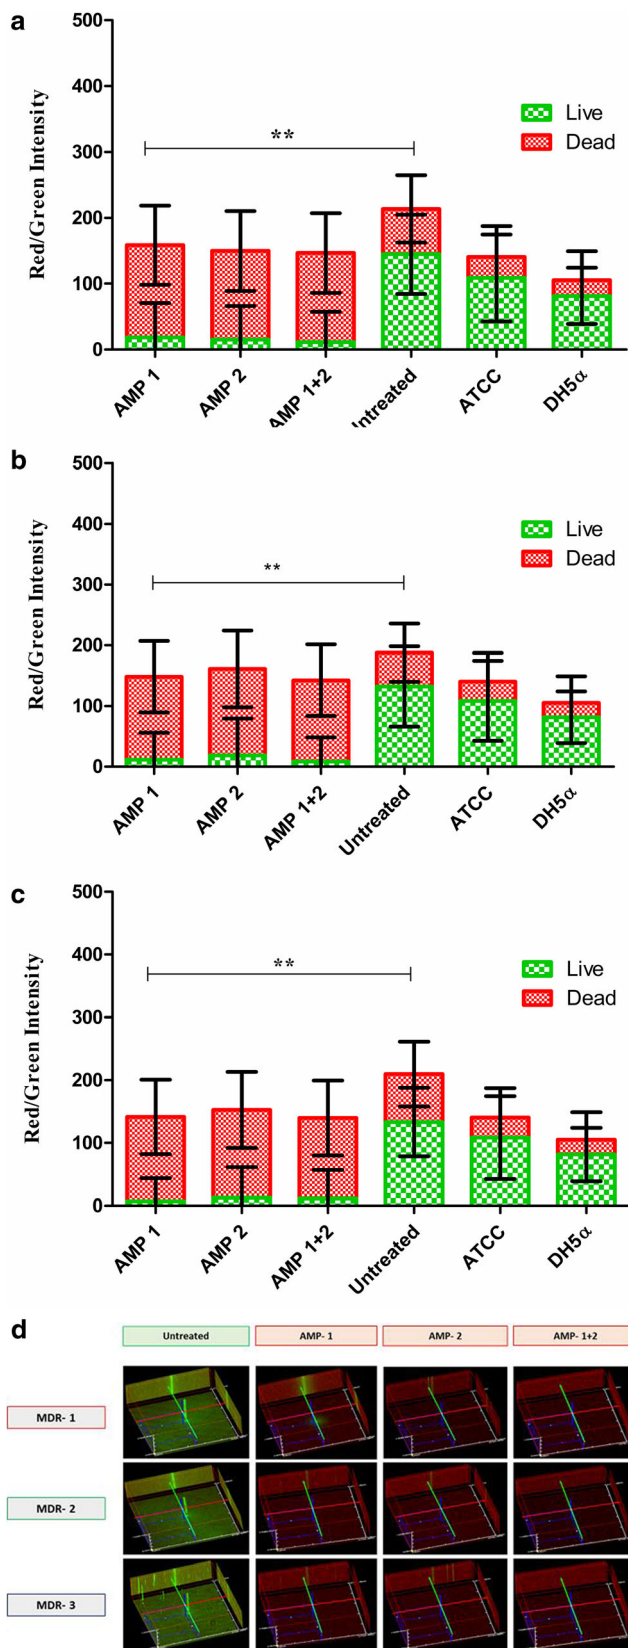 a
500
400
300
200
100
0
Red/Green Intensity
**
Live
Dead
AMP 1
AMP 2
AMP 1+2
Untreated
ATCC
DH5α
b
500
400
300
200
100
0
Red/Green Intensity
**
Live
Dead
AMP 1
AMP 2
AMP 1+2
Untreated
ATCC
DH5α
c
500
400
300
200
100
0
Red/Green Intensity
**
Live
Dead
AMP 1
AMP 2
AMP 1+2
Untreated
ATCC
DH5α
d
Untreated
AMP- 1
AMP- 2
AMP- 1+2
MDR- 1
MDR- 2
MDR- 3